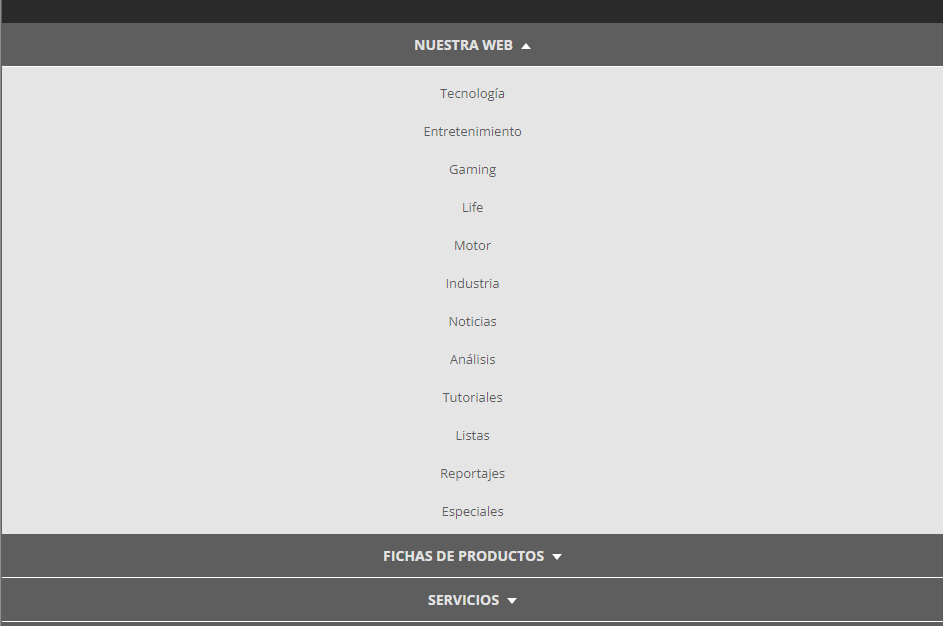 NUESTRA WEB
Tecnología
Entretenimiento
Gaming
Life
Motor
Industria
Noticias
Análisis
Tutoriales
Listas
Reportajes
Especiales
FICHAS DE PRODUCTOS
SERVICIOS